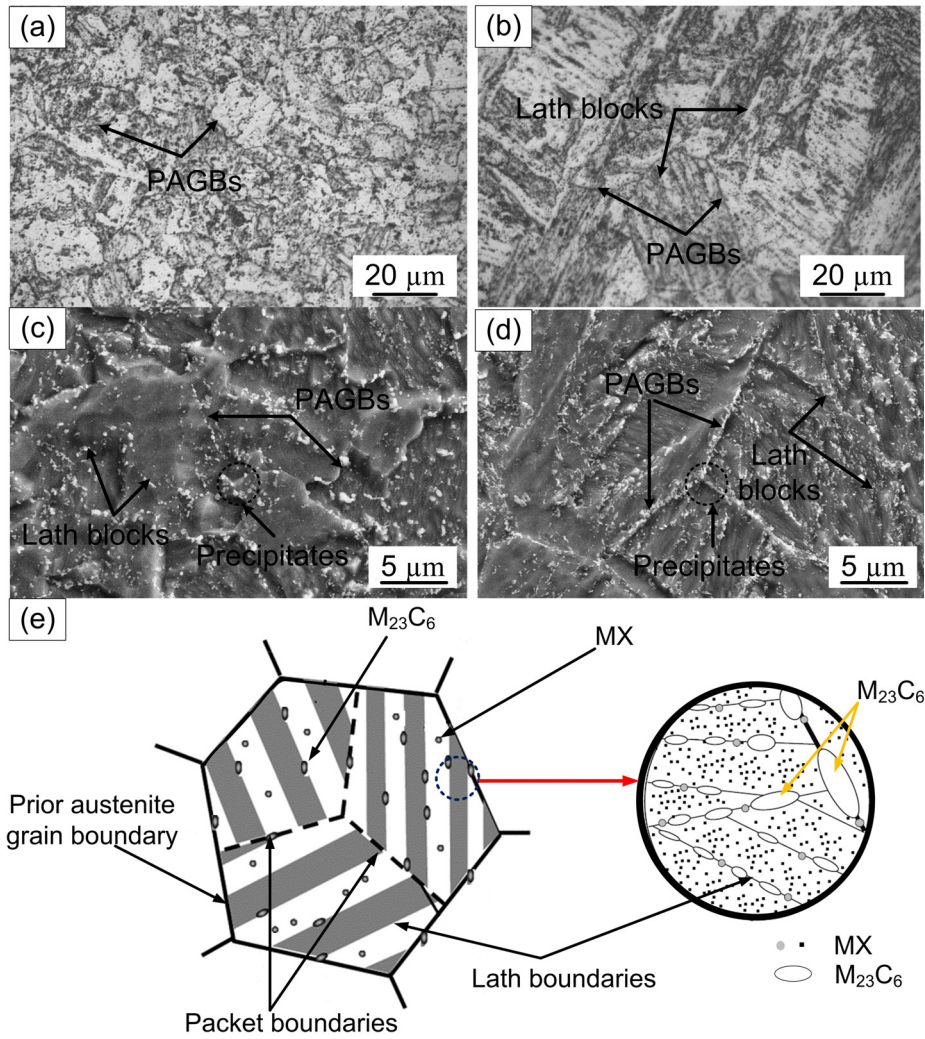 (a)
PAGBs
20 μm
(b)
Lath blocks
PAGBs
20 μm
(c)
PAGBs
Lath blocks
Precipitates
5 μm
(d)
PAGBs
Lath
blocks
Precipitates
5 μm
(e)
M₂₃C₆
MX
M₂₃C₆
Prior austenite
grain boundary
Lath boundaries
Packet boundaries
MX
M₂₃C₆